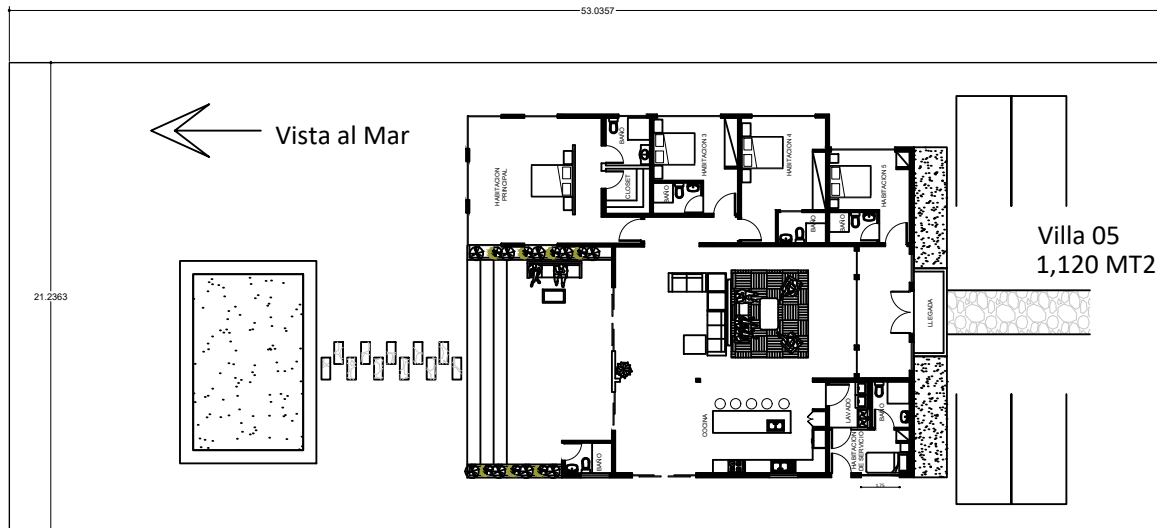 53.0357
21.2363
Vista al Mar
HABITACION
PRINCIPAL
BAÑO
CLOSET
HABITACION 3
BAÑO
HABITACION 4
BAÑO
HABITACION 5
BAÑO
Villa 05
1,120 MT2
LLEGADA
COCINA
LAVADO
BAÑO
HABITACION
DE SERVICIO
BAÑO